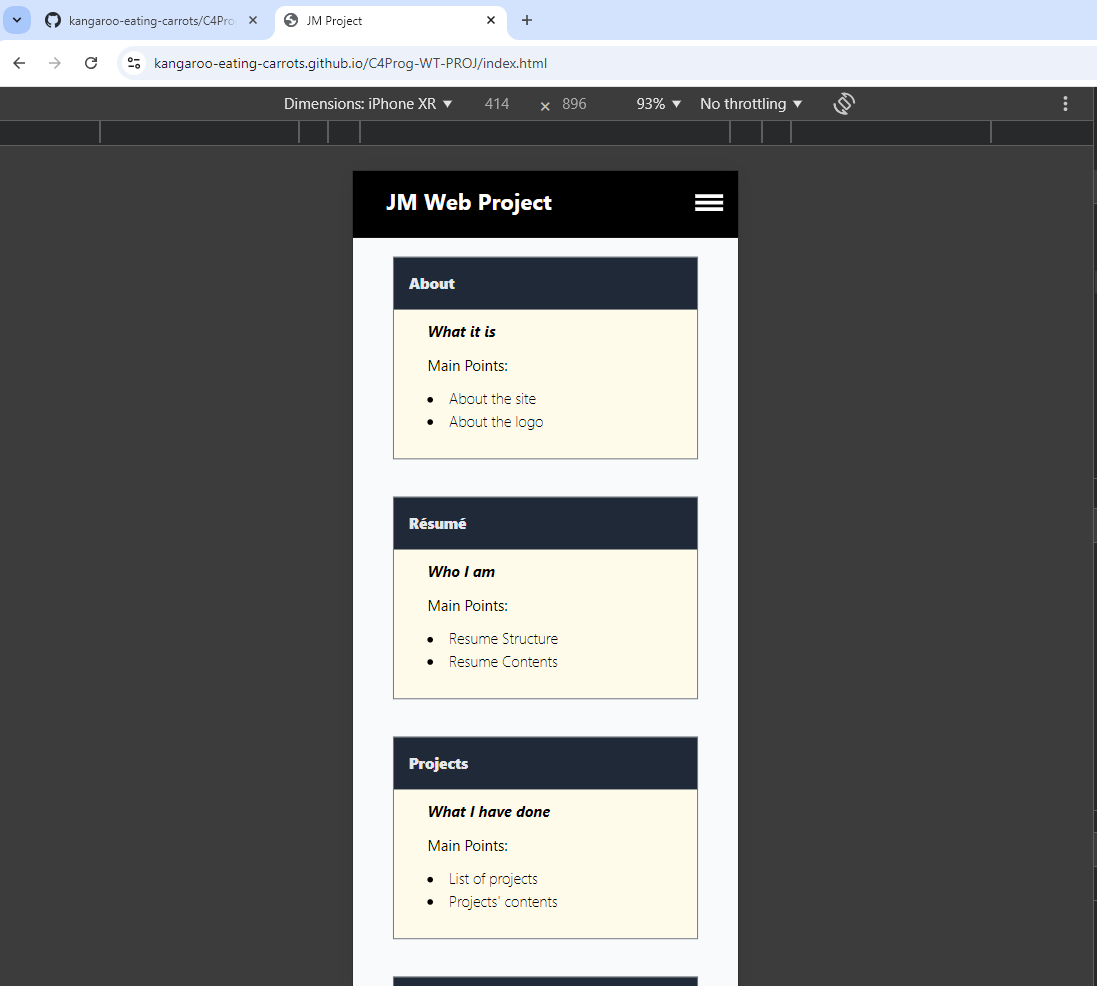 kangaroo-eating-carrots/C4Pro
JM Project
kangaroo-eating-carrots.github.io/C4Prog-WT-PROJ/index.html
Dimensions: iPhone XR 414 × 896 93% No throttling
JM Web Project
About
What it is
Main Points:
• About the site
• About the logo
Résumé
Who I am
Main Points:
• Resume Structure
• Resume Contents
Projects
What I have done
Main Points:
• List of projects
• Projects' contents